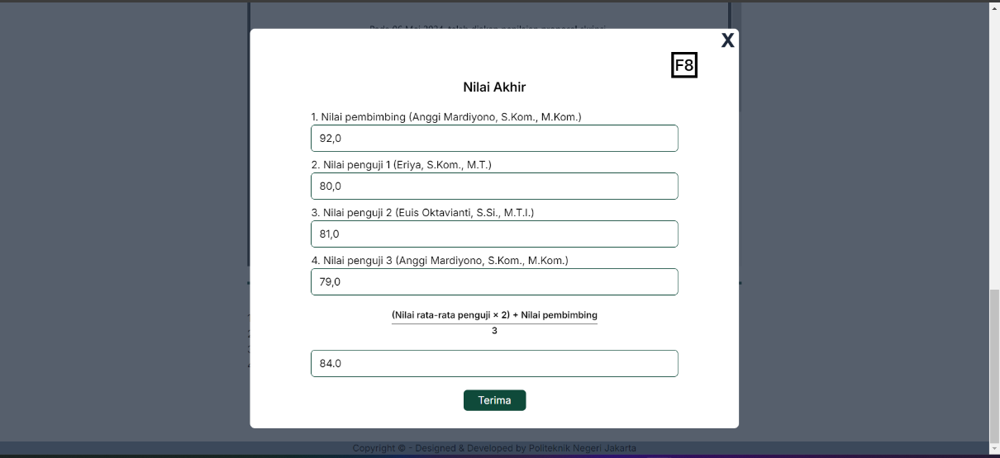 Pada 06 Mei 2024, telah diakan penilaian proposal skripsi
X
F8
Nilai Akhir
1. Nilai pembimbing (Anggi Mardiyono, S.Kom., M.Kom.)
92,0
2. Nilai penguji 1 (Eriya, S.Kom., M.T.)
80,0
3. Nilai penguji 2 (Euis Oktavianti, S.Si., M.T.I.)
81,0
4. Nilai penguji 3 (Anggi Mardiyono, S.Kom., M.Kom.)
79,0
(Nilai rata-rata penguji × 2) + Nilai pembimbing
3
84.0
Terima
Copyright © - Designed & Developed by Politeknik Negeri Jakarta